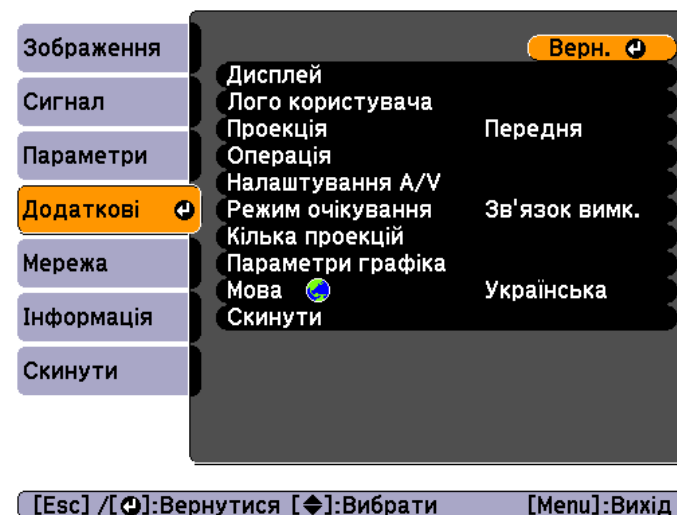 Зображення
Сигнал
Параметри
Додаткові
Мережа
Інформація
Скинути
Верн.
Дисплей
Лого користувача
Проекція Передня
Операція
Налаштування A/V
Режим очікування Зв'язок вимк.
Кілька проекцій
Параметри графіка
Мова Українська
Скинути
[Esc] /[ ]:Вернутися [ ]:Вибрати [Menu]:Вихід